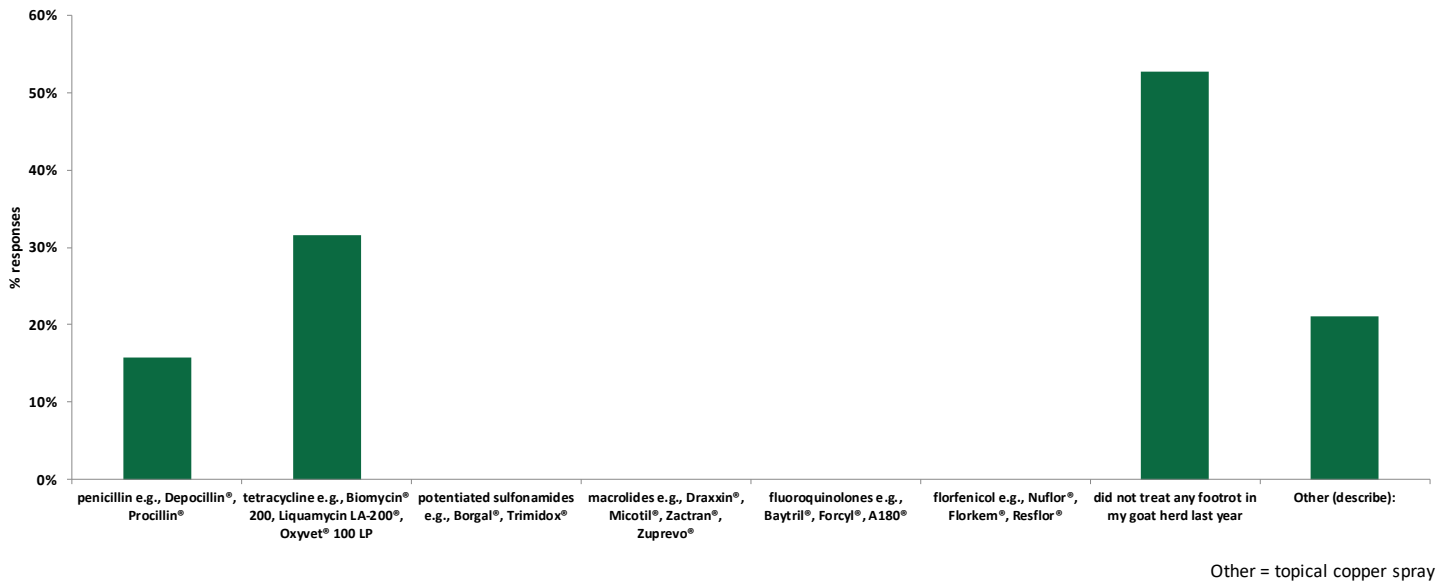 60%
50%
40%
30%
20%
10%
0%
% responses
penicillin e.g., Depocillin®,
Procillin®
tetracycline e.g., Biomycin®
200, Liquamycin LA-200®,
Oxyvet® 100 LP
potentiated sulfonamides
e.g., Borgal®, Trimidox®
macrolides e.g., Draxxin®,
Micotil®, Zactran®,
Zuprevo®
fluoroquinolones e.g.,
Baytril®, Forcyl®, A180®
florfenicol e.g., Nuflor®,
Florkem®, Resflor®
did not treat any footrot in
my goat herd last year
Other (describe):
Other = topical copper spray